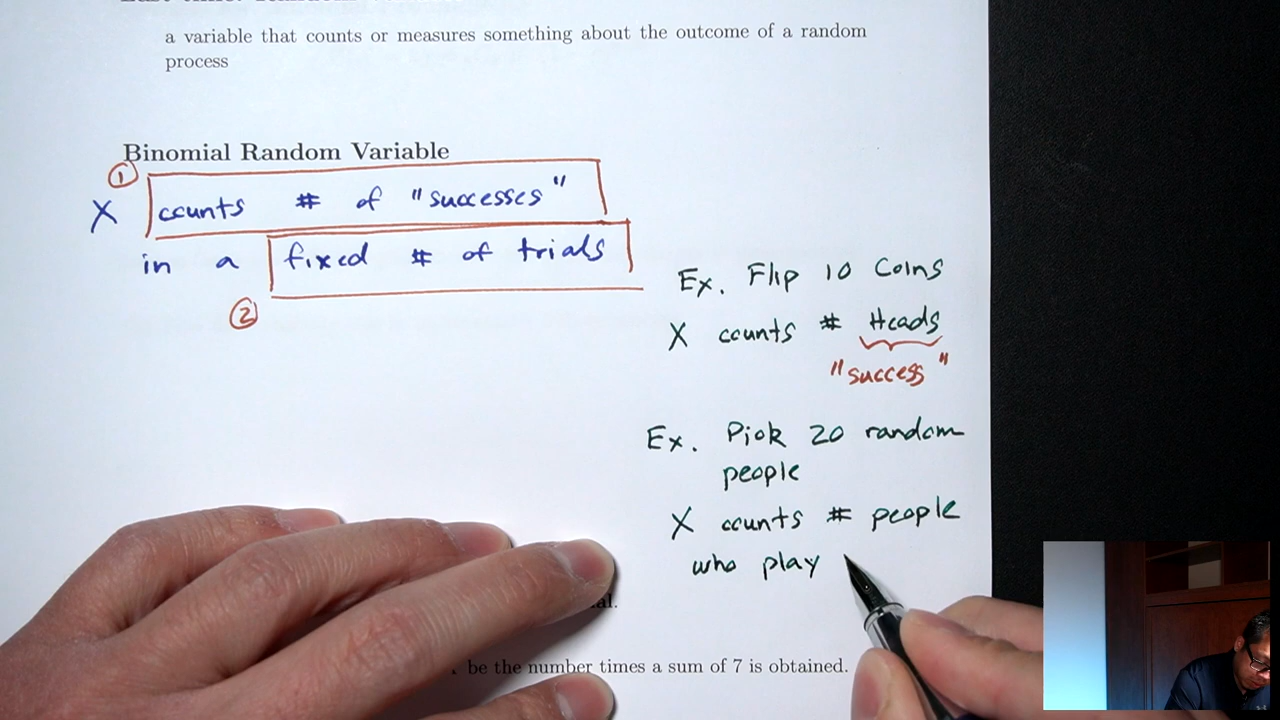 a variable that counts or measures something about the outcome of a random
process
Binomial Random Variable
①
X counts # of "successes"
in a fixed # of trials
②
Ex. Flip 10 Coins
X counts # Heads
"success"
Ex. Pick 20 random
people
X counts # people
who play
be the number times a sum of 7 is obtained.